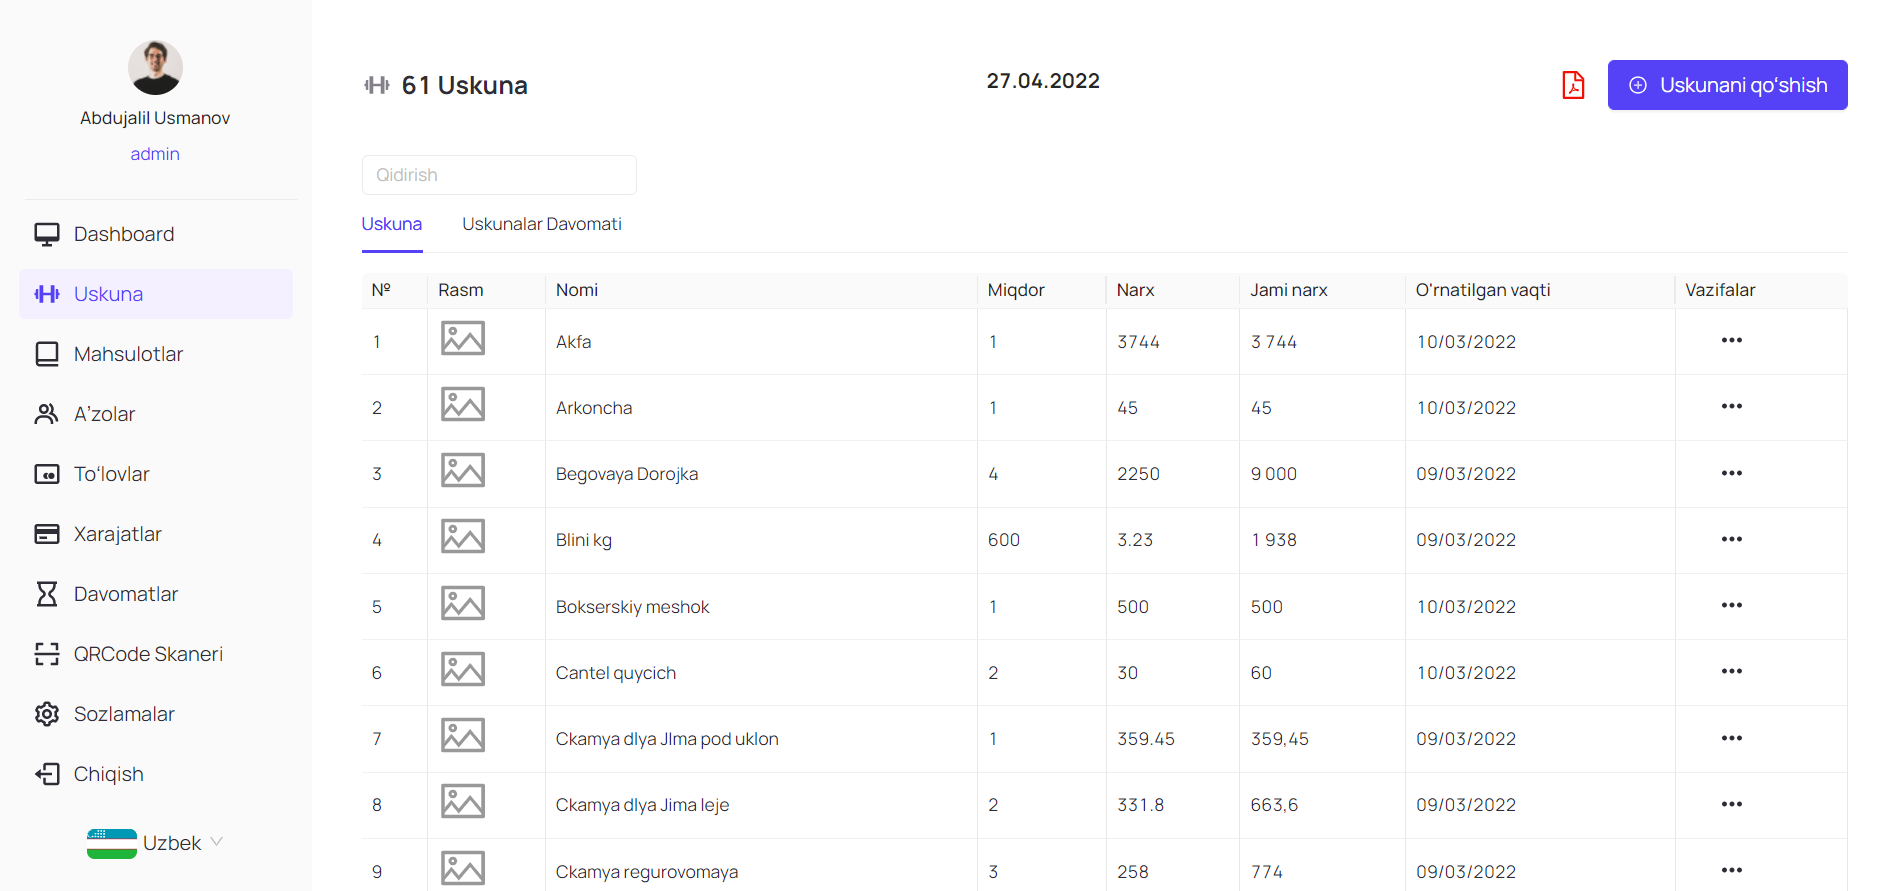 Abdujalil Usmanov
admin
Dashboard
Uskuna
Mahsulotlar
A’zolar
To‘lovlar
Xarajatlar
Davomatlar
QRCode Skaneri
Sozlamalar
Chiqish
Uzbek
61 Uskuna
27.04.2022
Uskunani qo‘shish
Qidirish
Uskuna Uskunalar Davomati
Nº Rasm Nomi Miqdor Narx Jami narx O'rnatilgan vaqti Vazifalar
1 Akfa 1 3744 3 744 10/03/2022
2 Arkoncha 1 45 45 10/03/2022
3 Begovaya Dorojka 4 2250 9 000 09/03/2022
4 Blini kg 600 3.23 1 938 09/03/2022
5 Bokserskiy meshok 1 500 500 10/03/2022
6 Cantel quycich 2 30 60 10/03/2022
7 Ckamya dlya JIma pod uklon 1 359.45 359,45 09/03/2022
8 Ckamya dlya Jima leje 2 331.8 663,6 09/03/2022
9 Ckamya regurovomaya 3 258 774 09/03/2022